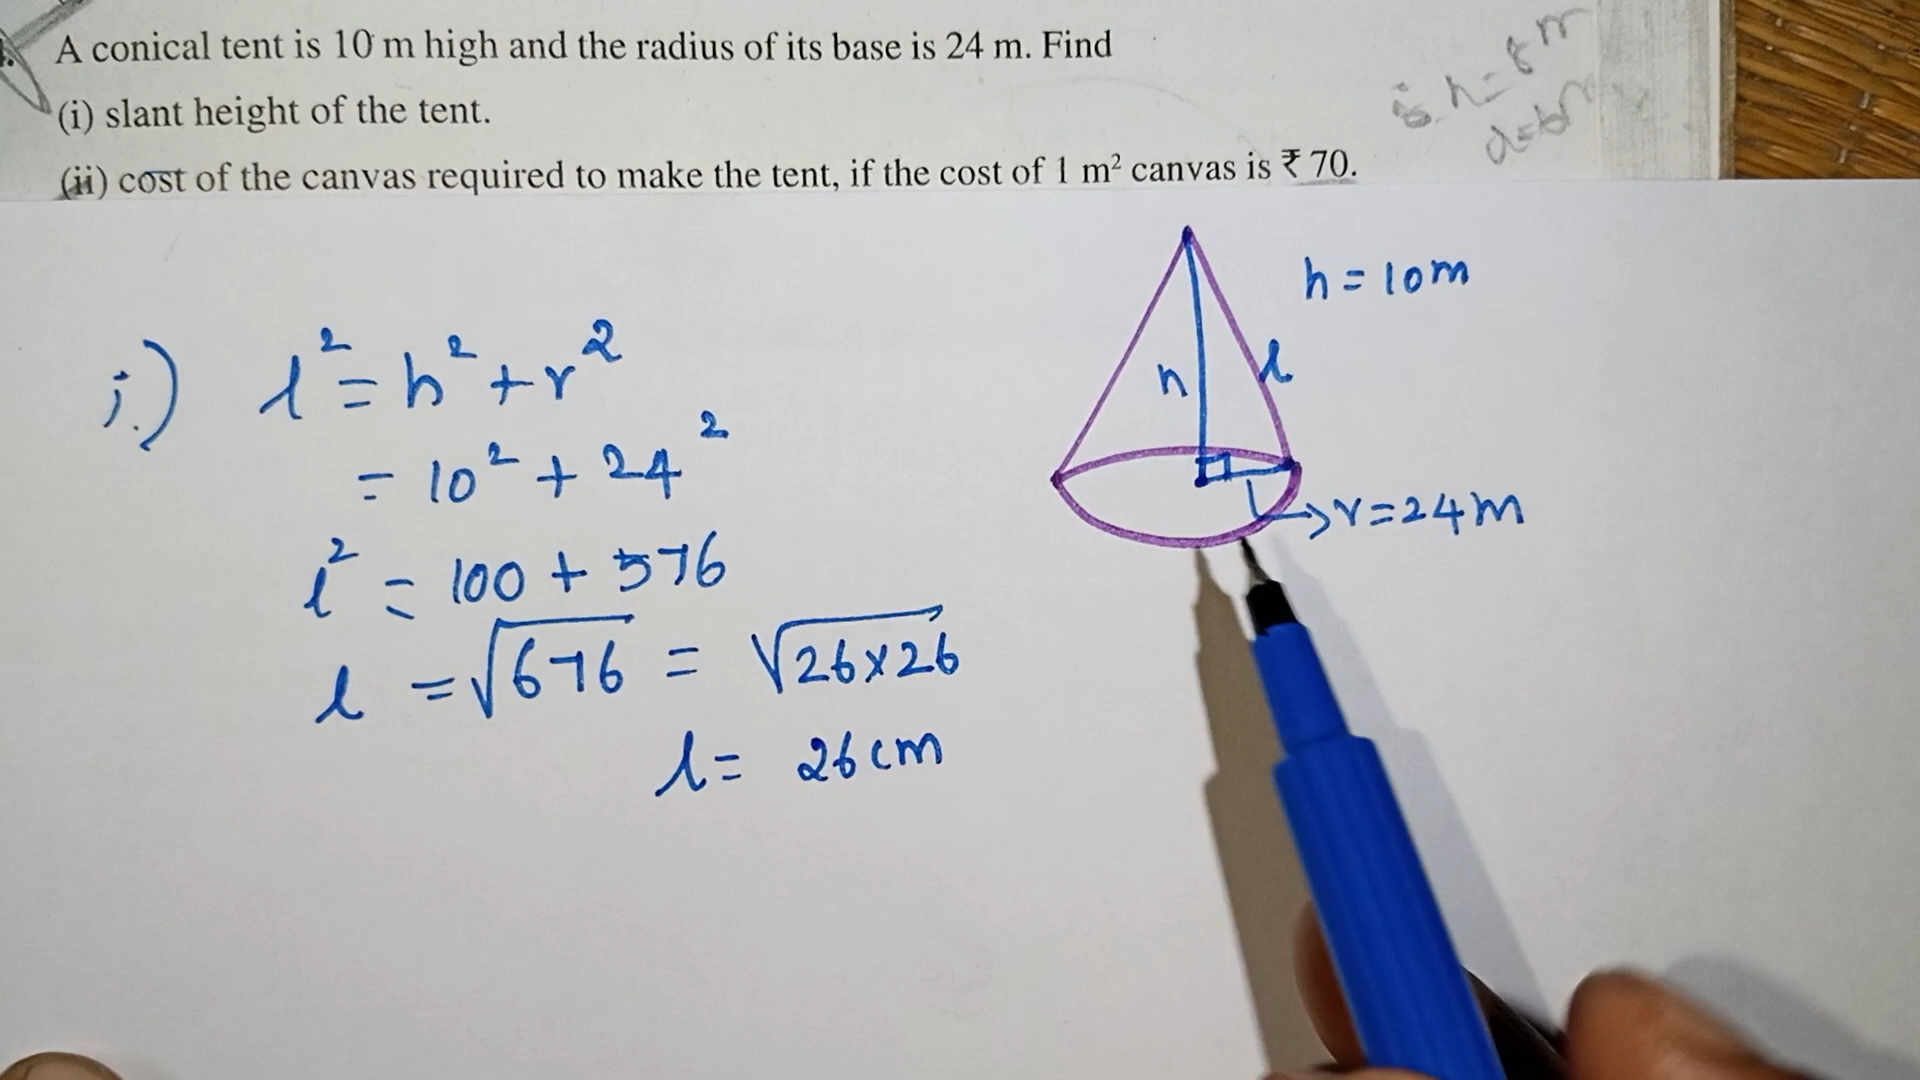 A conical tent is 10 m high and the radius of its base is 24 m. Find
(i) slant height of the tent.
(ii) cost of the canvas required to make the tent, if the cost of 1 m² canvas is ₹ 70.
h = 8m
h = 10m
i.) l² = h² + r²
h
l
= 10² + 24²
r = 24m
l² = 100 + 576
l = √676 = √26×26
l = 26cm